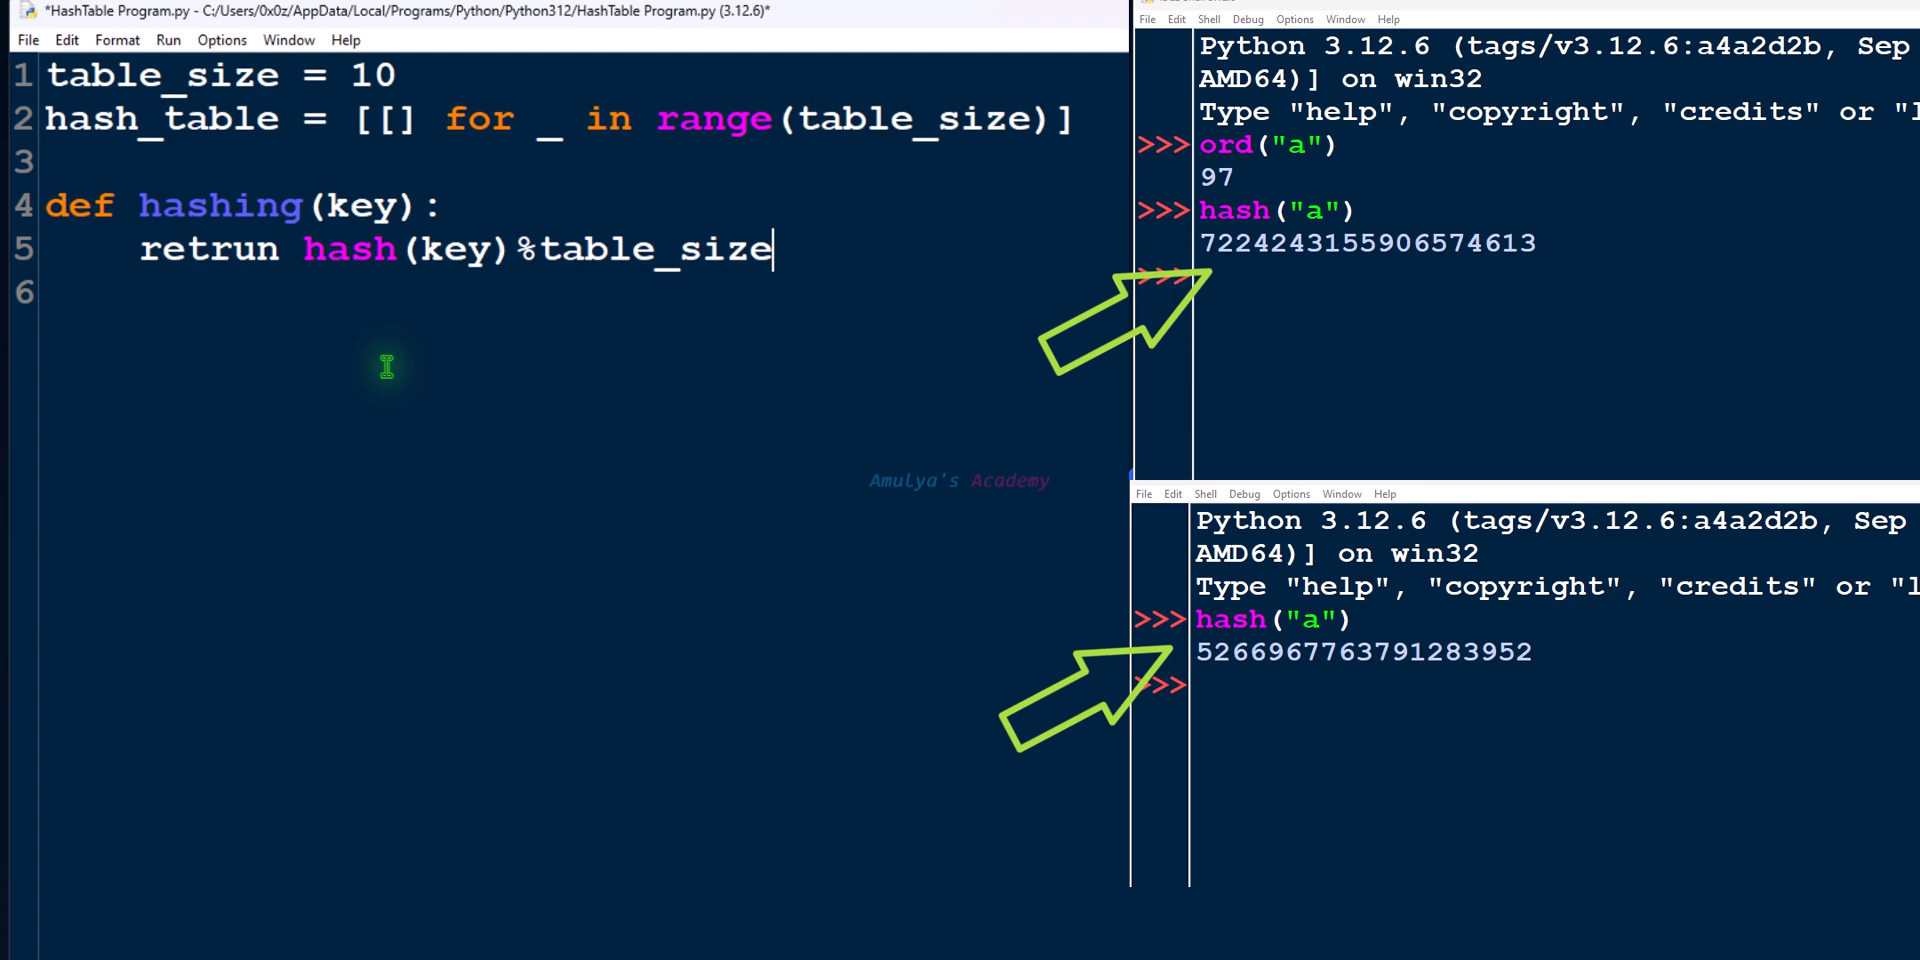 *HashTable Program.py - C:/Users/0x0z/AppData/Local/Programs/Python/Python312/HashTable Program.py (3.12.6)*
File Edit Format Run Options Window Help
1 table_size = 10
2 hash_table = [[] for _ in range(table_size)]
3
4 def hashing(key):
5     retrun hash(key)%table_size
6
Amulya's Academy
File Edit Shell Debug Options Window Help
Python 3.12.6 (tags/v3.12.6:a4a2d2b, Sep
AMD64)] on win32
Type "help", "copyright", "credits" or "l
>>> ord("a")
97
>>> hash("a")
7224243155906574613
>>>
File Edit Shell Debug Options Window Help
Python 3.12.6 (tags/v3.12.6:a4a2d2b, Sep
AMD64)] on win32
Type "help", "copyright", "credits" or "l
>>> hash("a")
5266967763791283952
>>>